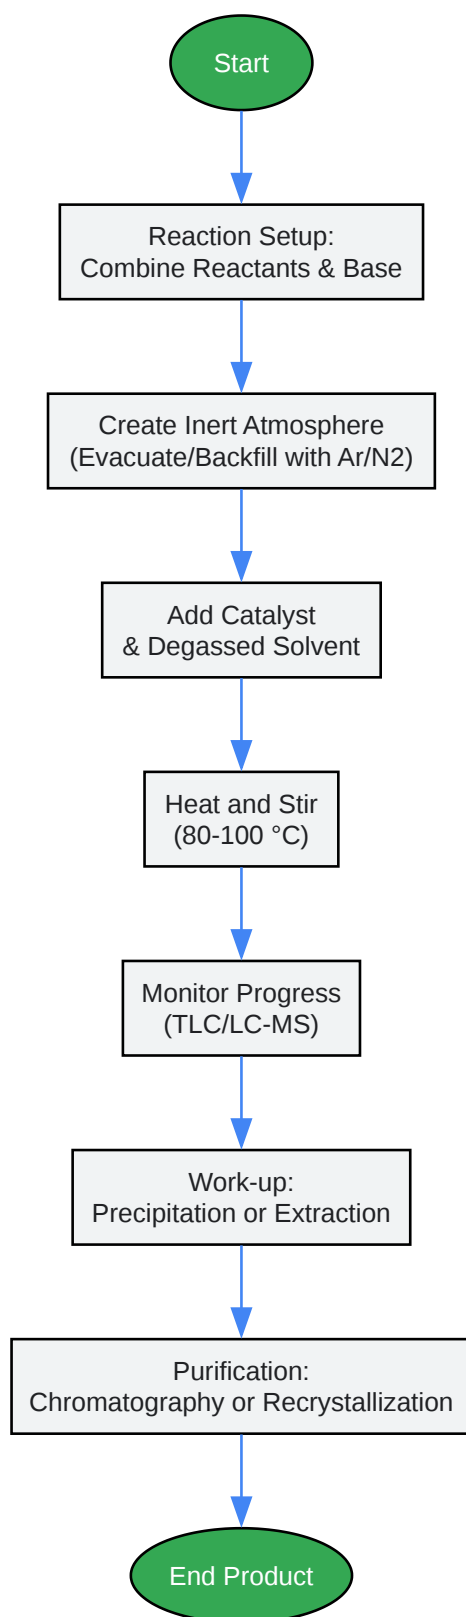 Start
Reaction Setup:
Combine Reactants & Base
Create Inert Atmosphere
(Evacuate/Backfill with Ar/N2)
Add Catalyst
& Degassed Solvent
Heat and Stir
(80-100 °C)
Monitor Progress
(TLC/LC-MS)
Work-up:
Precipitation or Extraction
Purification:
Chromatography or Recrystallization
End Product